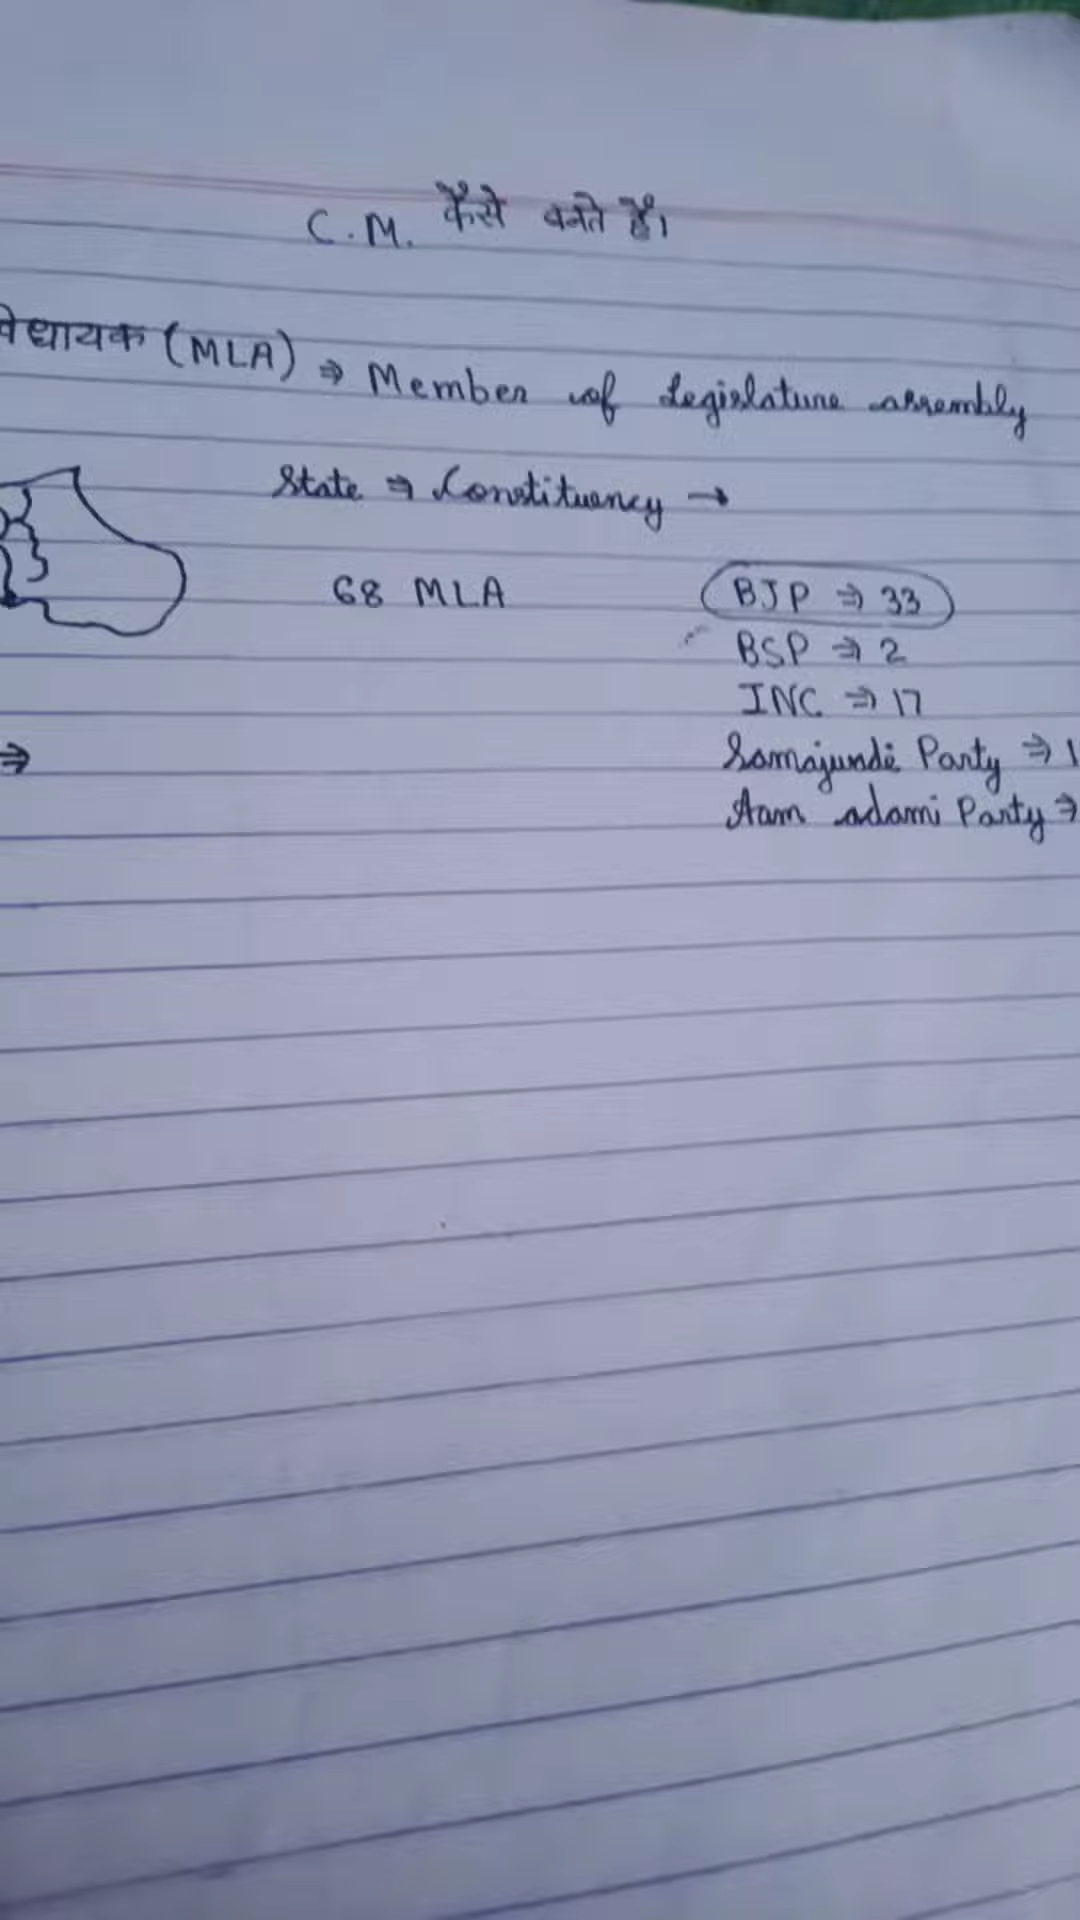 C.M. कैसे बनते हैं।
विधायक (MLA) ⇒ Member of Legislature assembly
State ⇒ Constituency →
68 MLA
BJP ⇒ 33
BSP ⇒ 2
INC ⇒ 17
Samajwadi Party ⇒ 1
⇒
Aam adami Party ⇒